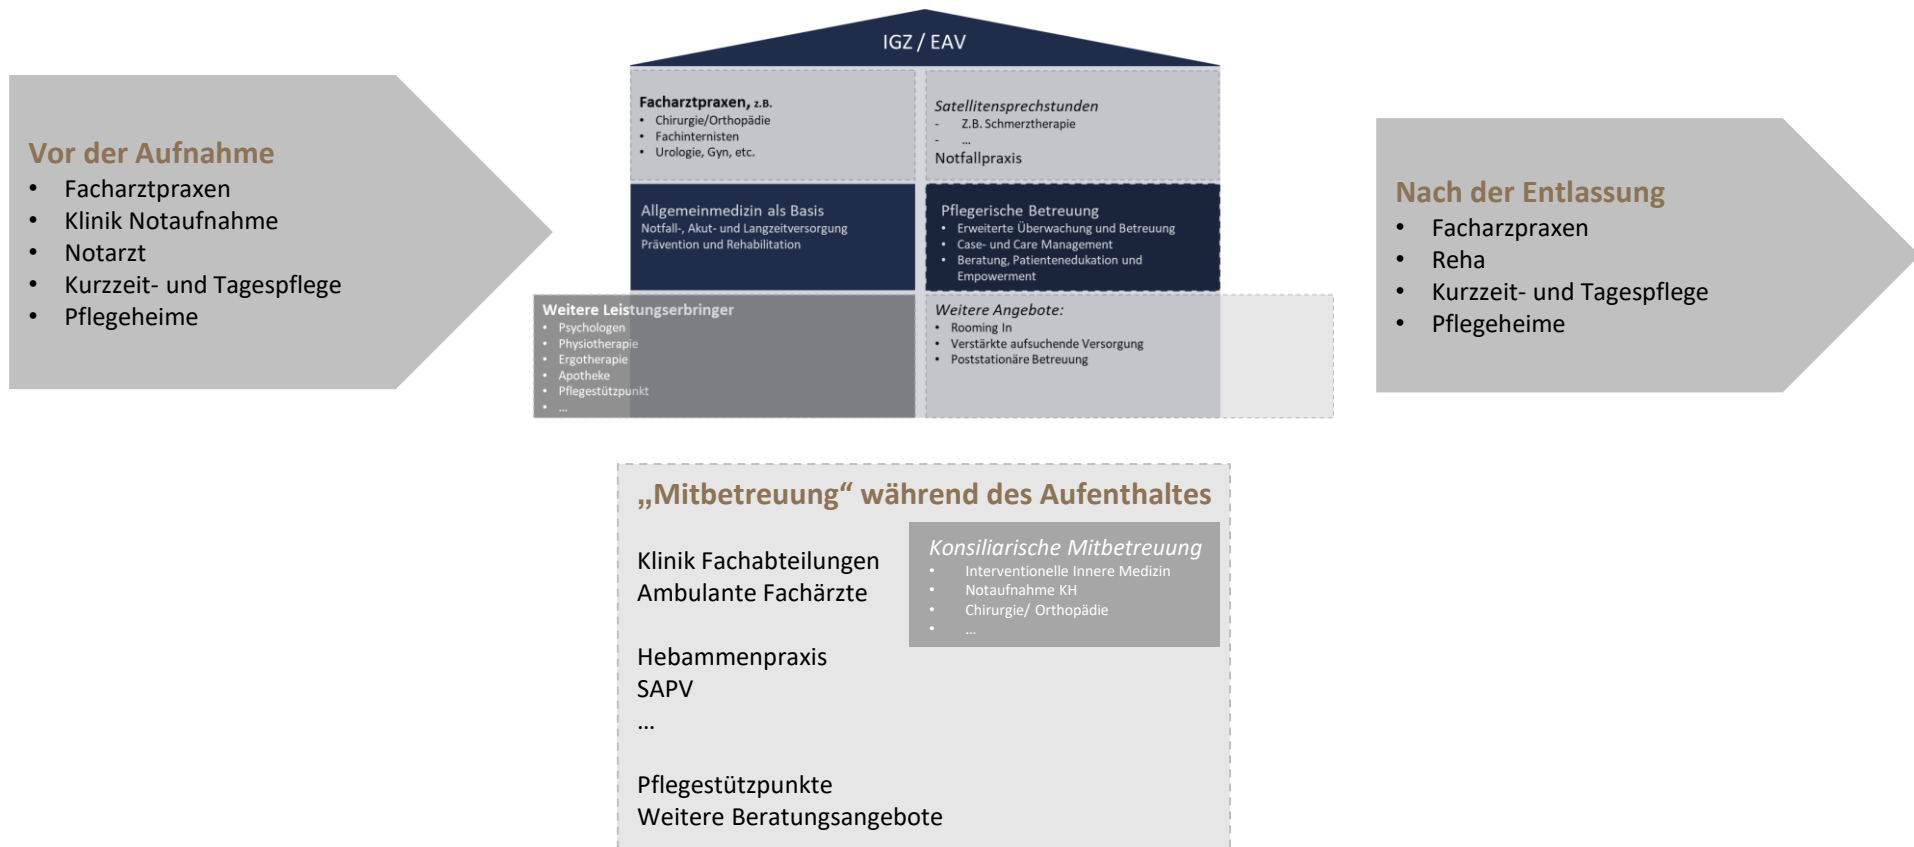 IGZ / EAV
Vor der Aufnahme
• Facharztpraxen
• Klinik Notaufnahme
• Notarzt
• Kurzzeit- und Tagespflege
• Pflegeheime
Facharztpraxen, z.B.
• Chirurgie/Orthopädie
• Fachinternisten
• Urologie, Gyn, etc.
Satellitensprechstunden
- Z.B. Schmerztherapie
- …
Notfallpraxis
Allgemeinmedizin als Basis
Notfall-, Akut- und Langzeitversorgung
Prävention und Rehabilitation
Pflegerische Betreuung
• Erweiterte Überwachung und Betreuung
• Case- und Care Management
• Beratung, Patientenedukation und
Empowerment
Weitere Leistungserbringer
• Psychologen
• Physiotherapie
• Ergotherapie
• Apotheke
• Pflegestützpunkt
• …
Weitere Angebote:
• Rooming In
• Verstärkte aufsuchende Versorgung
• Poststationäre Betreuung
Nach der Entlassung
• Facharzpraxen
• Reha
• Kurzzeit- und Tagespflege
• Pflegeheime
„Mitbetreuung“ während des Aufenthaltes
Klinik Fachabteilungen
Ambulante Fachärzte
Hebammenpraxis
SAPV
…
Pflegestützpunkte
Weitere Beratungsangebote
Konsiliarische Mitbetreuung
• Interventionelle Innere Medizin
• Notaufnahme KH
• Chirurgie/ Orthopädie
• …